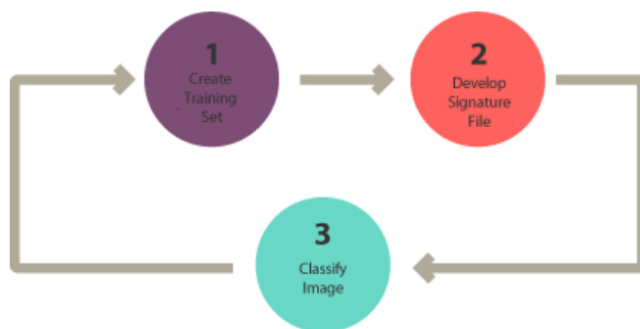 1
Create
Training
Set
2
Develop
Signature
File
3
Classify
Image